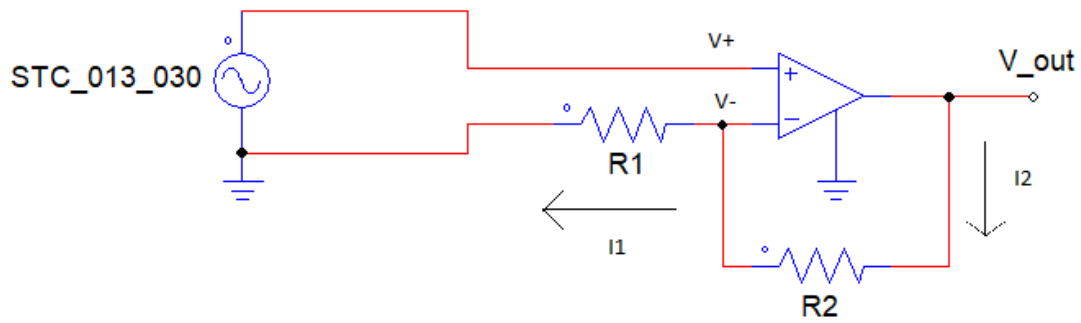 V+
V_out
STC_013_030
V-
R1
I2
I1
R2